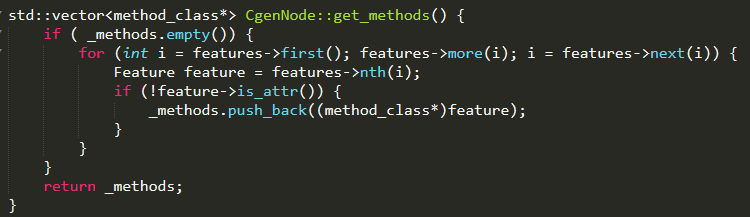 std::vector<method_class*> CgenNode::get_methods() {
    if ( _methods.empty()) {
        for (int i = features->first(); features->more(i); i = features->next(i)) {
            Feature feature = features->nth(i);
            if (!feature->is_attr()) {
                _methods.push_back((method_class*)feature);
            }
        }
    }
    return _methods;
}